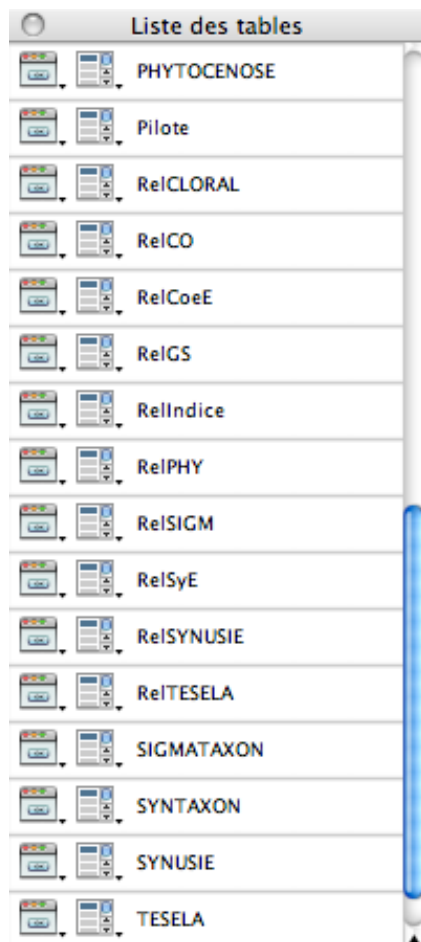 Liste des tables
PHYTOCENOSE
Pilote
RelCLORAL
RelCO
RelCoeE
RelGS
RelIndice
RelPHY
RelSIGM
RelSyE
RelSYNUSIE
RelTESELA
SIGMATAXON
SYNTAXON
SYNUSIE
TESELA